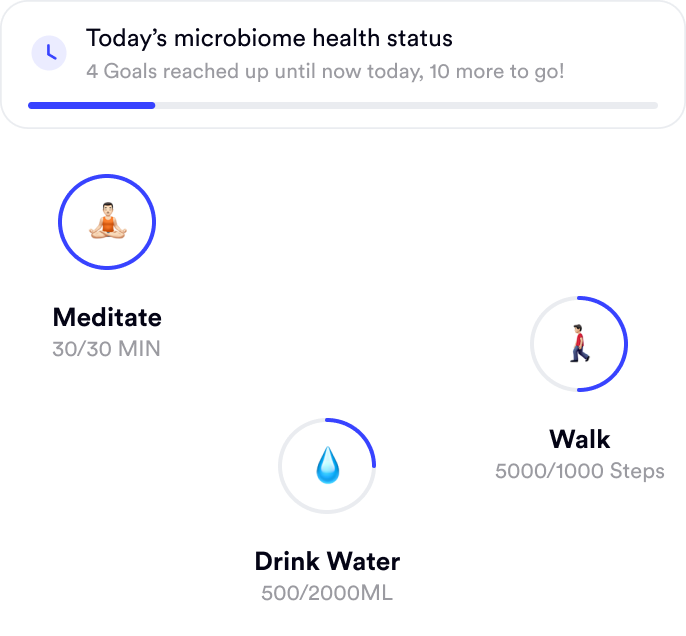 Today’s microbiome health status
4 Goals reached up until now today, 10 more to go!
Meditate
30/30 MIN
Walk
5000/1000 Steps
Drink Water
500/2000ML